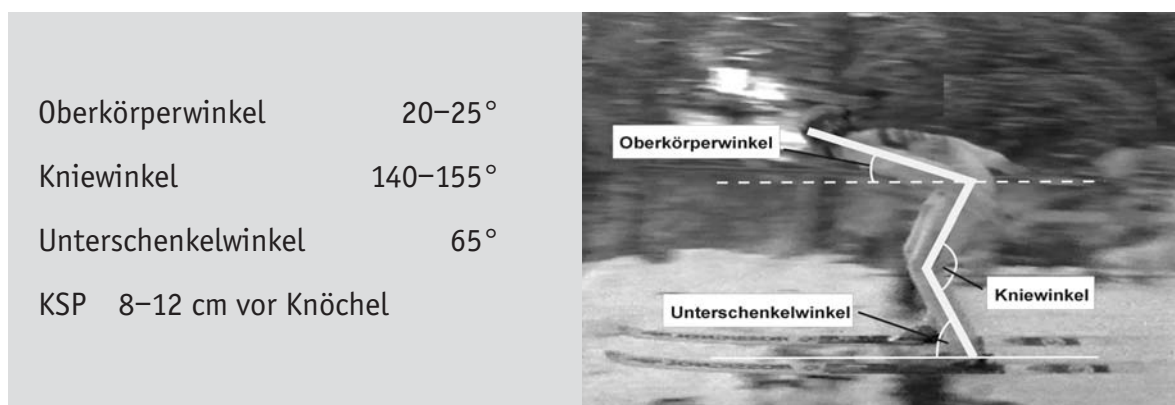 Oberkörperwinkel 20–25°
Kniewinkel 140–155°
Unterschenkelwinkel 65°
KSP 8–12 cm vor Knöchel
Oberkörperwinkel
Kniewinkel
Unterschenkelwinkel